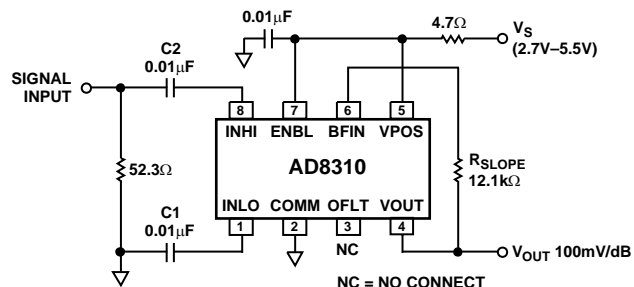 0.01μF
4.7Ω
VS
(2.7V–5.5V)
C2
0.01μF
SIGNAL
INPUT
8
7
6
5
INHI ENBL BFIN VPOS
52.3Ω
AD8310
RSLOPE
12.1kΩ
C1
0.01μF
INLO COMM OFLT VOUT
1
2
3
4
NC
VOUT 100mV/dB
NC = NO CONNECT